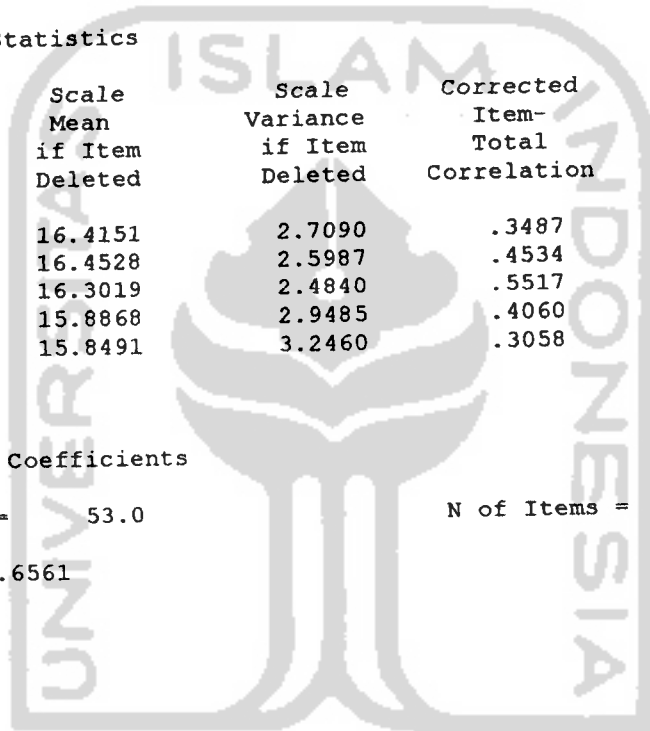 Statistics
Scale Scale Corrected
Mean Variance Item-
if Item if Item Total
Deleted Deleted Correlation
16.4151 2.7090 .3487
16.4528 2.5987 .4534
16.3019 2.4840 .5517
15.8868 2.9485 .4060
15.8491 3.2460 .3058
Coefficients
= 53.0 N of Items =
.6561
UNIVERSITAS ISLAM INDONESIA